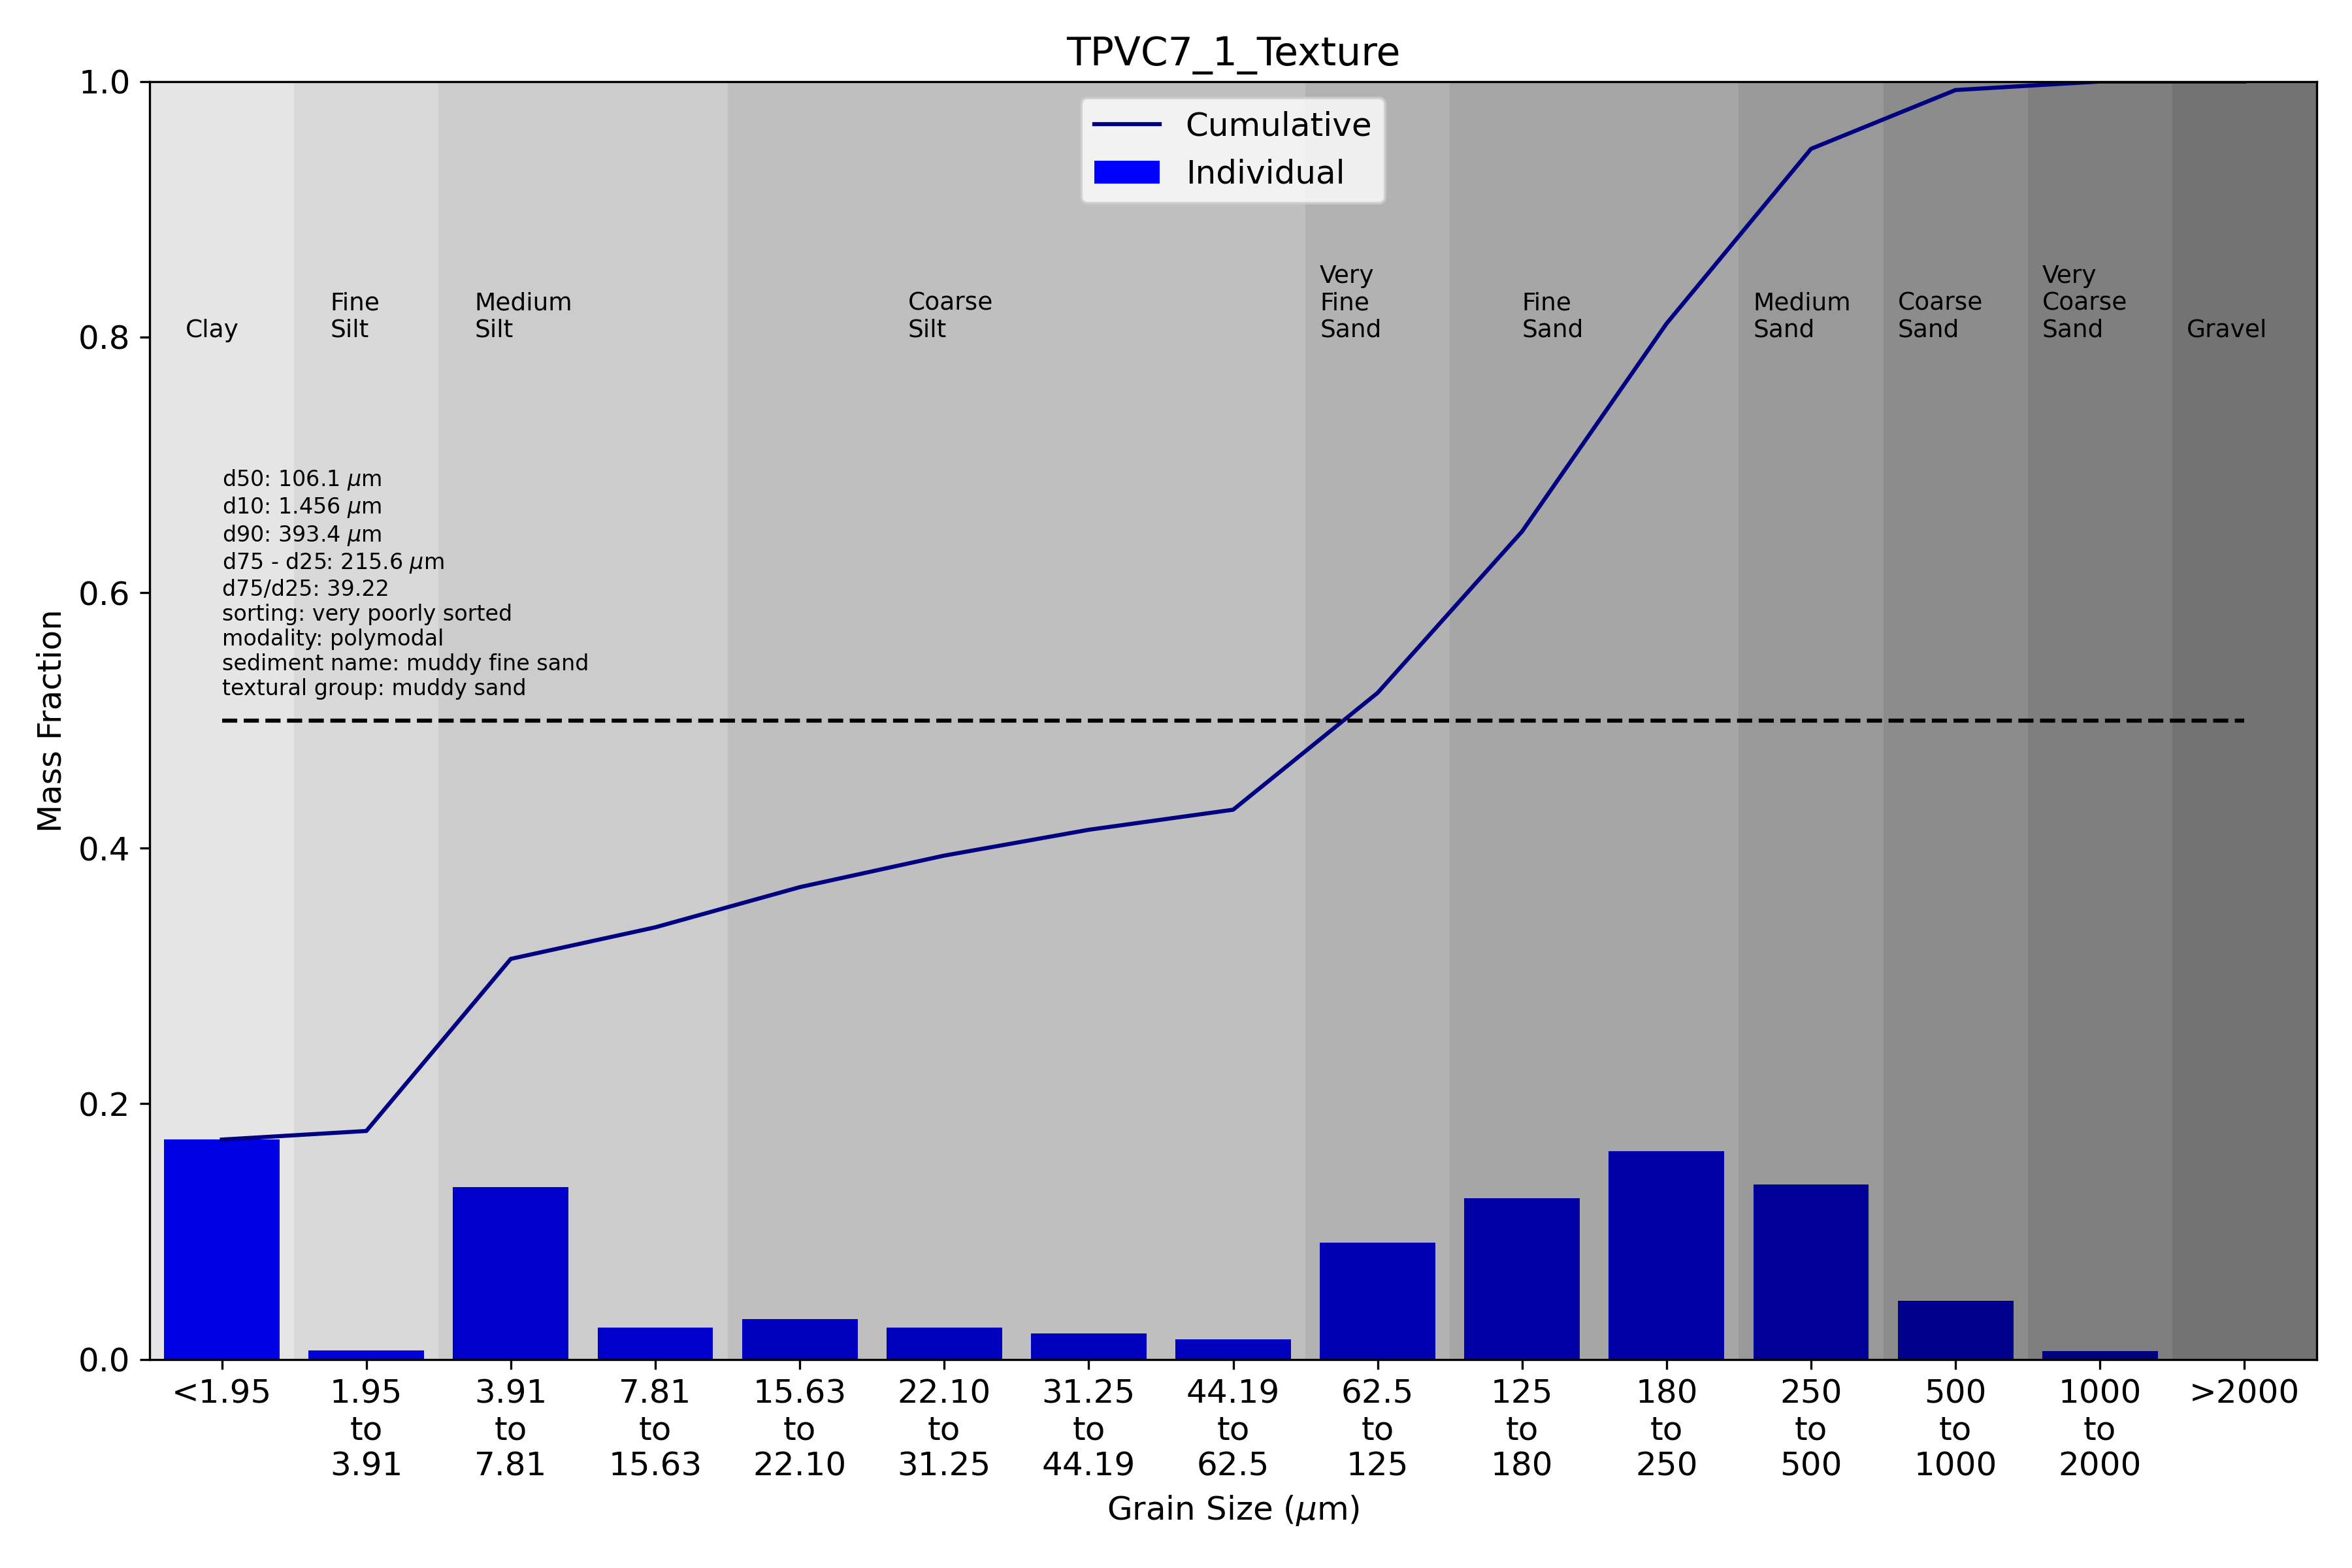 TPVC7_1_Texture
1.0
0.8
0.6
0.4
0.2
0.0
Mass Fraction
Cumulative
Individual
Clay
Fine
Silt
Medium
Silt
Coarse
Silt
Very
Fine
Sand
Fine
Sand
Medium
Sand
Coarse
Sand
Very
Coarse
Sand
Gravel
d50: 106.1 μm
d10: 1.456 μm
d90: 393.4 μm
d75 - d25: 215.6 μm
d75/d25: 39.22
sorting: very poorly sorted
modality: polymodal
sediment name: muddy fine sand
textural group: muddy sand
<1.95
1.95
to
3.91
3.91
to
7.81
7.81
to
15.63
15.63
to
22.10
22.10
to
31.25
31.25
to
44.19
44.19
to
62.5
62.5
to
125
125
to
180
180
to
250
250
to
500
500
to
1000
1000
to
2000
>2000
Grain Size (μm)